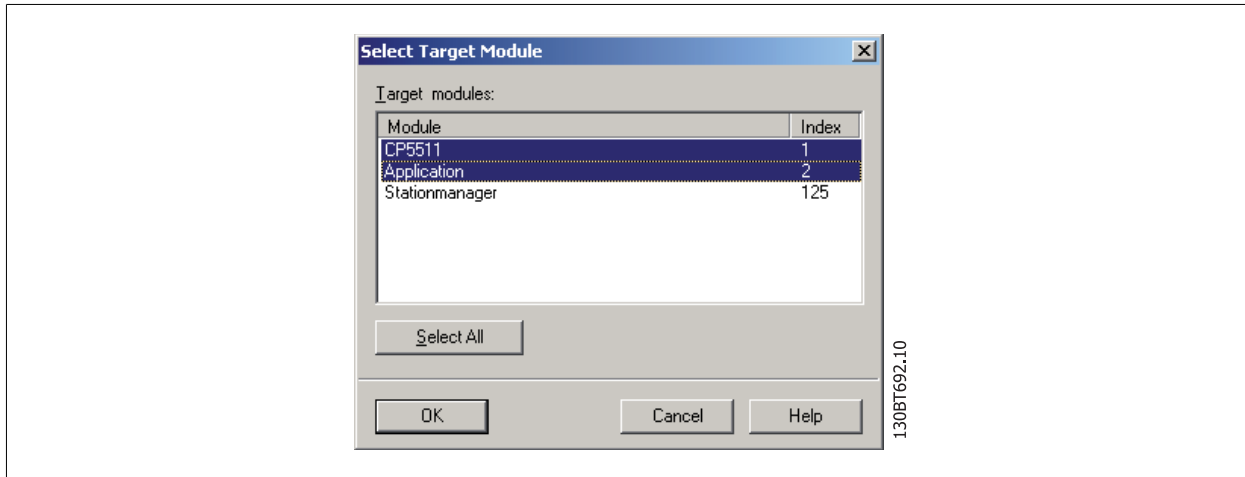 Select Target Module
Target modules:
Module Index
CP5511 1
Application 2
Stationmanager 125
Select All
OK Cancel Help
130BT692.10